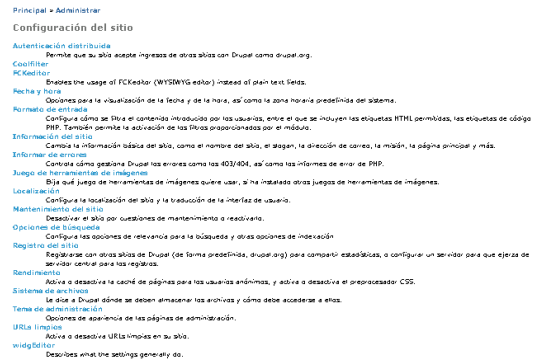 Principal » Administrar
Configuración del sitio
Autenticación distribuida
Permite que su sitio acepte ingresos de otros sitios con Drupal como drupal.org.
Coolfilter
FCKeditor
Enables the usage of FCKeditor (WYSIWYG editor) instead of plain text fields.
Fecha y hora
Opciones para la visualización de la fecha y de la hora, así como la zona horaria predefinida del sistema.
Formato de entrada
Configura cómo se filtra el contenido introducido por los usuarios, entre el que se incluyen las etiquetas HTML permitidas, las etiquetas de código
PHP. También permite la activación de los filtros proporcionados por el módulo.
Información del sitio
Cambia la información básica del sitio, como el nombre del sitio, el slogan, la dirección de correo, la misión, la página principal y más.
Informar de errores
Controla cómo gestiona Drupal los errores como los 403/404, así como los informes de error de PHP.
Juego de herramientas de imágenes
Elija qué juego de herramientas de imágenes quiere usar, si ha instalado otros juegos de herramientas de imágenes.
Localización
Configura la localización del sitio y la traducción de la interfaz de usuario.
Mantenimiento del sitio
Desactivar el sitio por cuestiones de mantenimiento o reactivarlo.
Opciones de búsqueda
Configura las opciones de relevancia para la búsqueda y otras opciones de indexación
Registro del sitio
Registrarse con otros sitios de Drupal (de forma predefinida, drupal.org) para compartir estadísticas, o configurar un servidor para que ejerza de
servidor central para los registros.
Rendimiento
Activa o desactiva la caché de páginas para los usuarios anónimos, y activa o desactiva el preprocesador CSS.
Sistema de archivos
Le dice a Drupal dónde se deben almacenar los archivos y cómo debe accederse a ellos.
Tema de administración
Opciones de apariencia de las páginas de administración.
URLs limpios
Activa o desactiva URLs limpios en su sitio.
widgEditor
Describes what the settings generally do.